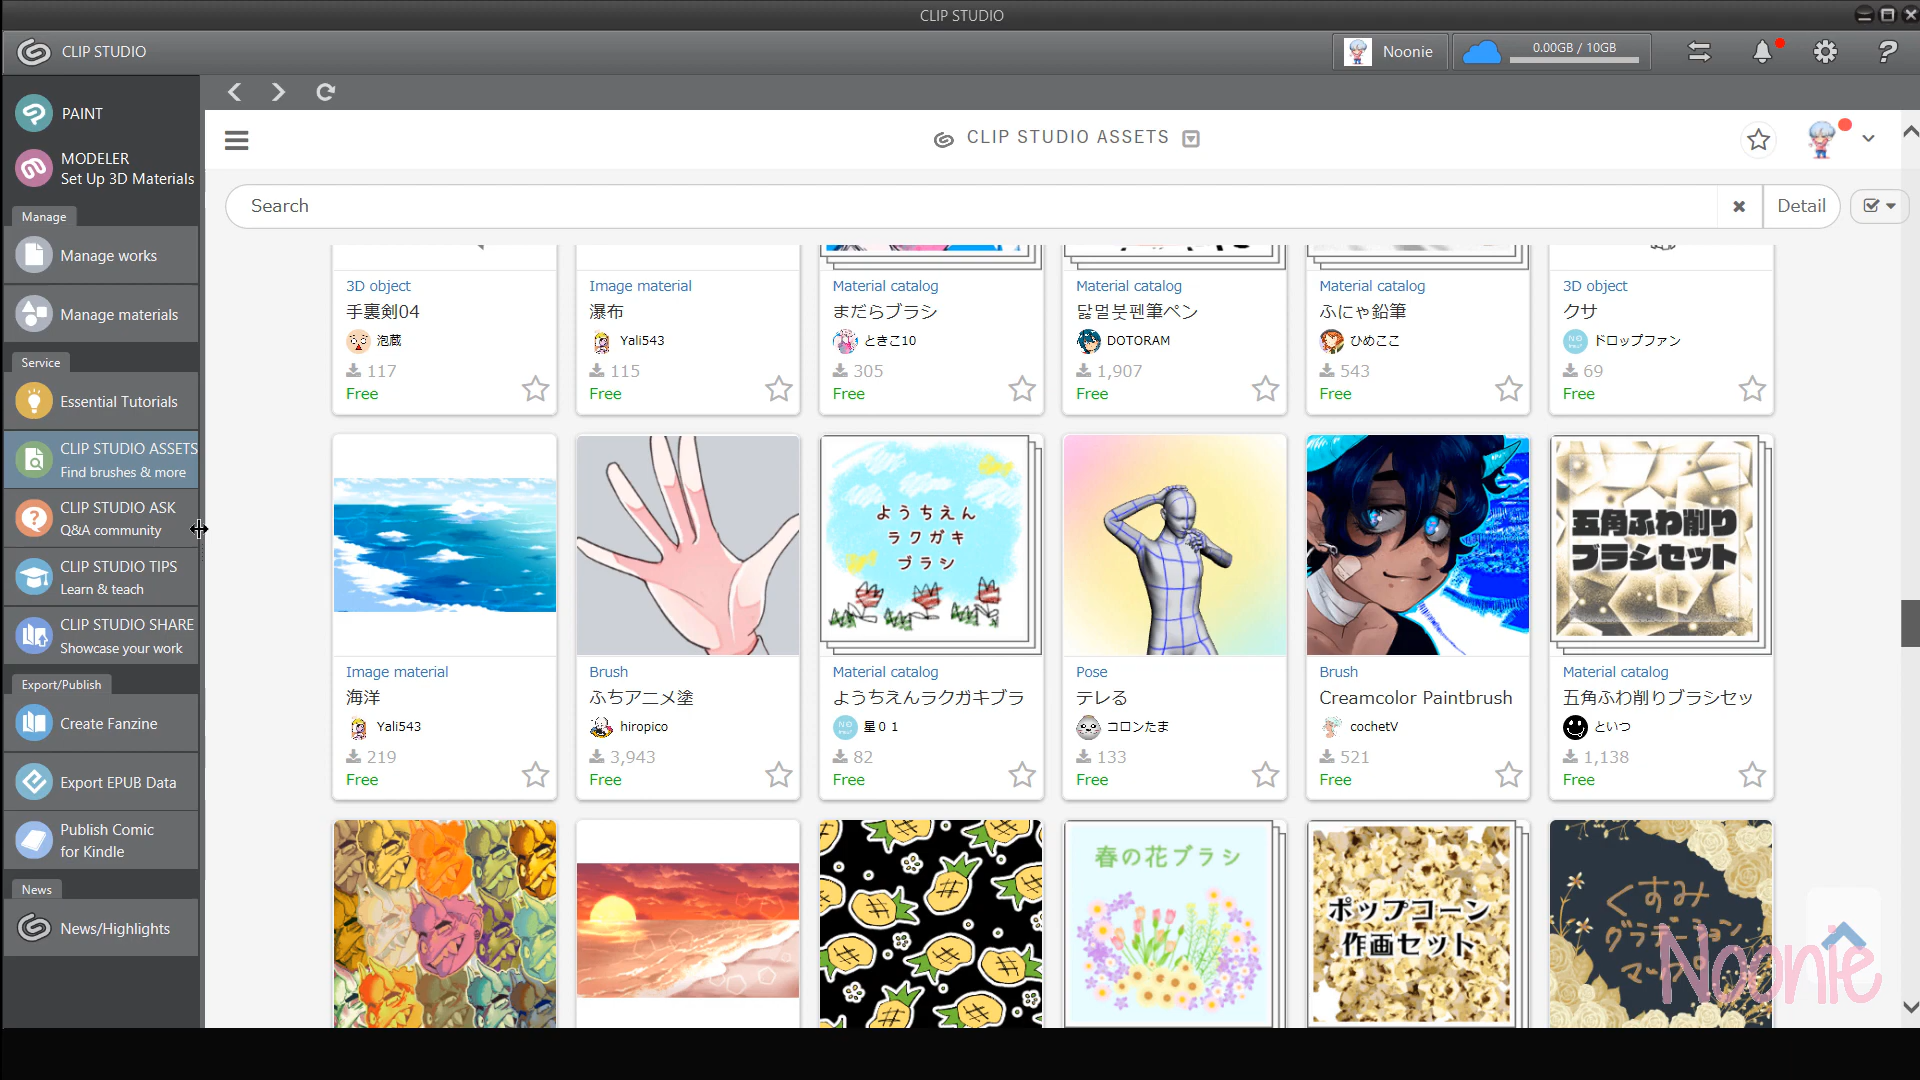 CLIP STUDIO
CLIP STUDIO
Noonie
0.00GB / 10GB
PAINT
MODELER
Set Up 3D Materials
Manage
Manage works
Manage materials
Service
Essential Tutorials
CLIP STUDIO ASSETS
Find brushes & more
CLIP STUDIO ASK
Q&A community
CLIP STUDIO TIPS
Learn & teach
CLIP STUDIO SHARE
Showcase your work
Export/Publish
Create Fanzine
Export EPUB Data
Publish Comic
for Kindle
News
News/Highlights
CLIP STUDIO ASSETS
Search
Detail
3D object
手裏剣04
泡蔵
117
Free
Image material
瀑布
Yali543
115
Free
Material catalog
まだらブラシ
ときこ10
305
Free
Material catalog
닳멀붓펜筆ペン
DOTORAM
1,907
Free
Material catalog
ふにゃ鉛筆
ひめここ
543
Free
3D object
クサ
ドロップファン
69
Free
Image material
海洋
Yali543
219
Free
Brush
ふちアニメ塗
hiropico
3,943
Free
ようちえん
ラクガキ
ブラシ
Material catalog
ようちえんラクガキブラ
星０１
82
Free
Pose
テレる
コロンたま
133
Free
Brush
Creamcolor Paintbrush
cochetV
521
Free
五角ふわ削り
ブラシセット
Material catalog
五角ふわ削りブラシセッ
といつ
1,138
Free
春の花ブラシ
ポップコーン
作画セット
くすみ
グラデーション
マップ
Noonie